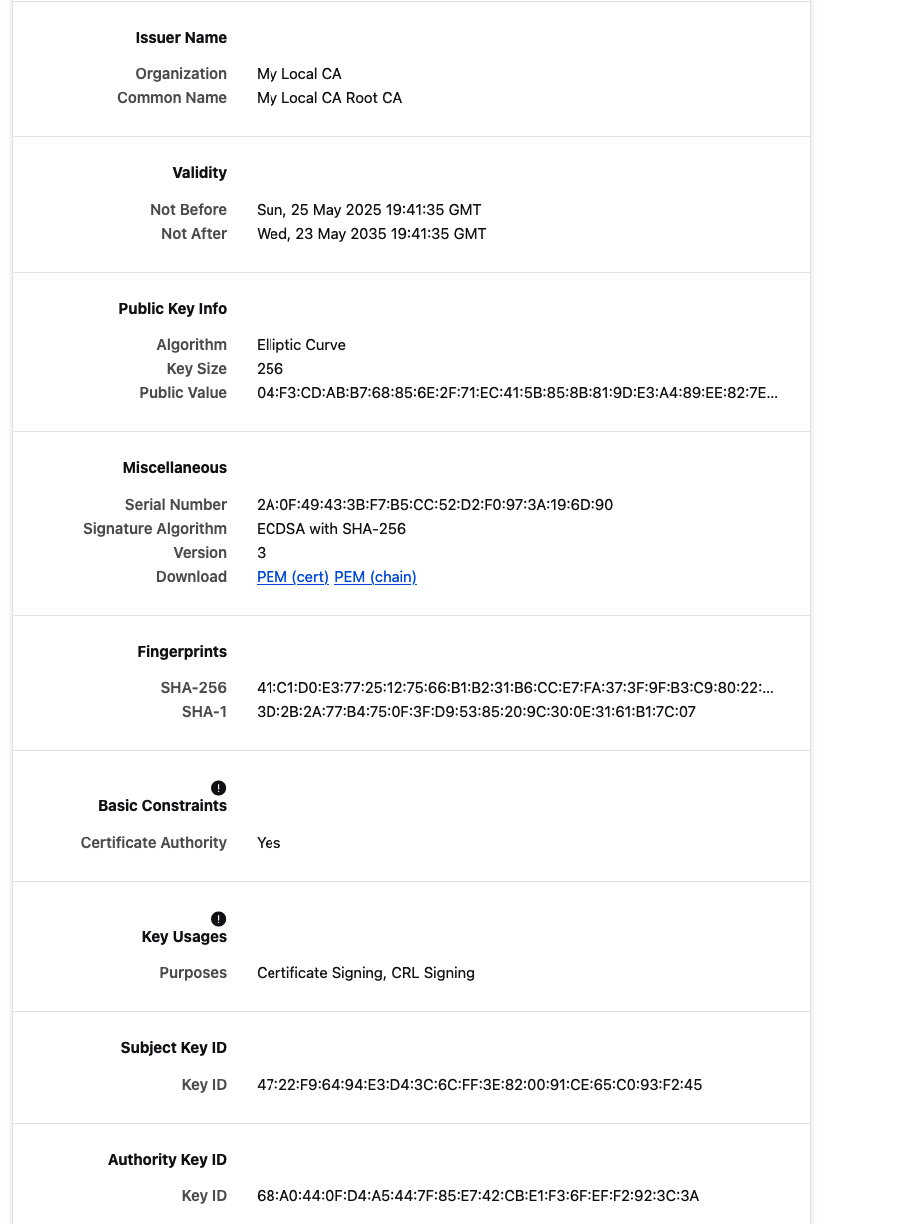 Issuer Name
Organization My Local CA
Common Name My Local CA Root CA
Validity
Not Before Sun, 25 May 2025 19:41:35 GMT
Not After Wed, 23 May 2035 19:41:35 GMT
Public Key Info
Algorithm Elliptic Curve
Key Size 256
Public Value 04:F3:CD:AB:B7:68:85:6E:2F:71:EC:41:5B:85:8B:81:9D:E3:A4:89:EE:82:7E...
Miscellaneous
Serial Number 2A:0F:49:43:3B:F7:B5:CC:52:D2:F0:97:3A:19:6D:90
Signature Algorithm ECDSA with SHA-256
Version 3
Download PEM (cert) PEM (chain)
Fingerprints
SHA-256 41:C1:D0:E3:77:25:12:75:66:B1:B2:31:B6:CC:E7:FA:37:3F:9F:B3:C9:80:22:...
SHA-1 3D:2B:2A:77:B4:75:0F:3F:D9:53:85:20:9C:30:0E:31:61:B1:7C:07
Basic Constraints
Certificate Authority Yes
Key Usages
Purposes Certificate Signing, CRL Signing
Subject Key ID
Key ID 47:22:F9:64:94:E3:D4:3C:6C:FF:3E:82:00:91:CE:65:C0:93:F2:45
Authority Key ID
Key ID 68:A0:44:0F:D4:A5:44:7F:85:E7:42:CB:E1:F3:6F:EF:F2:92:3C:3A